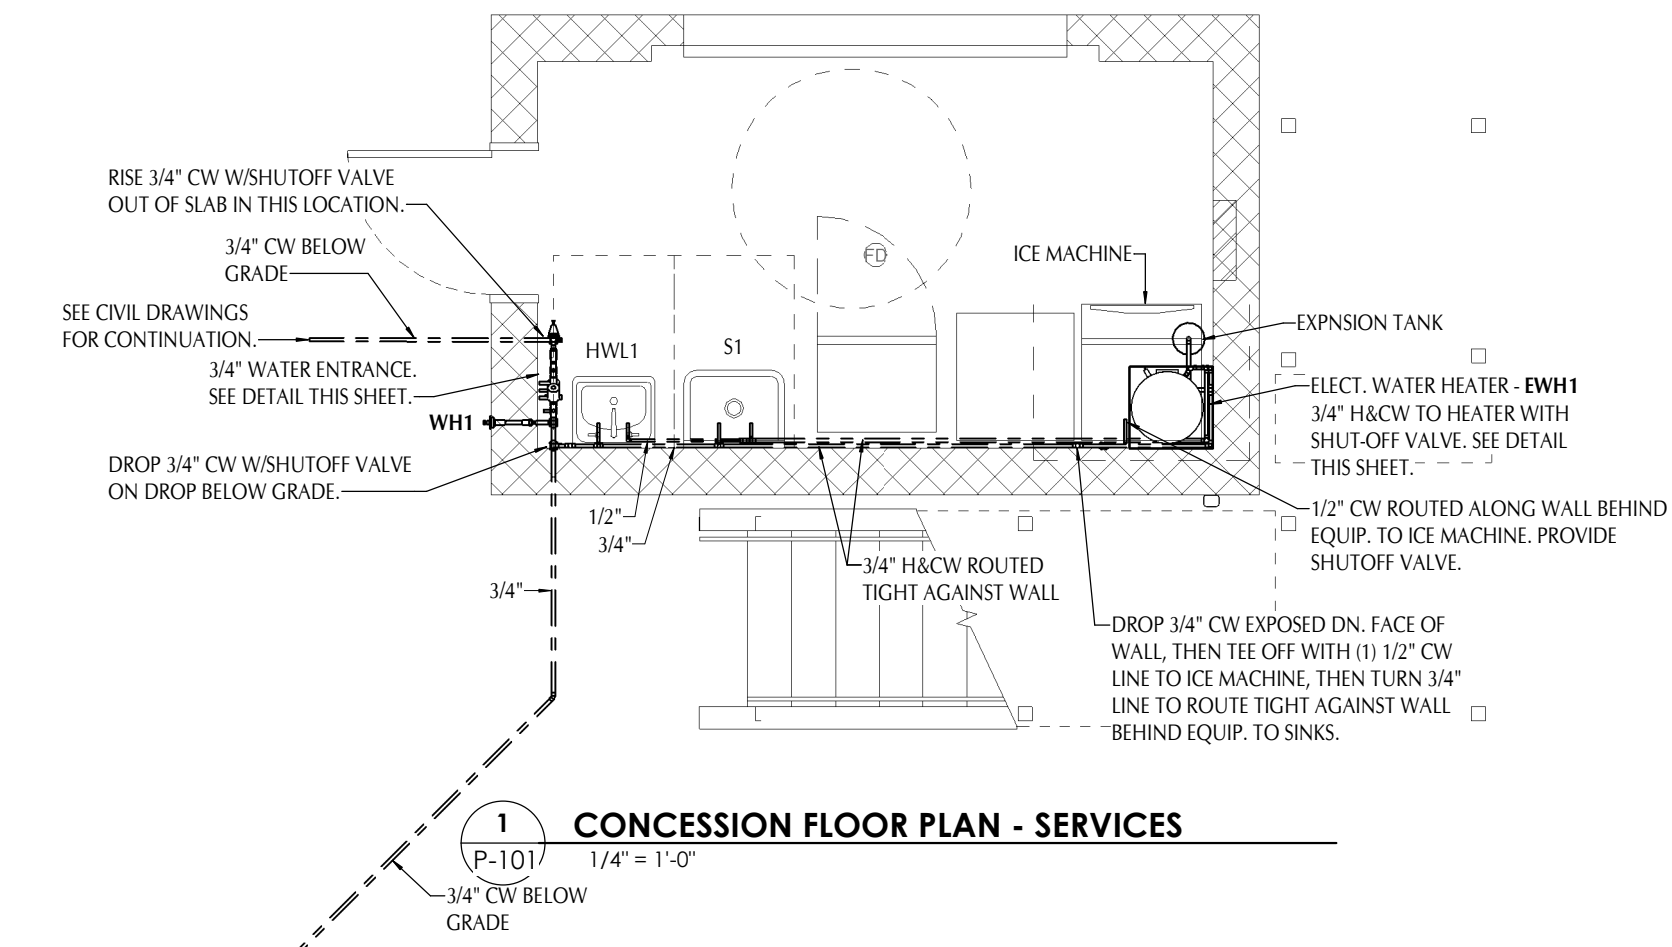 RISE 3/4" CW W/SHUTOFF VALVE
OUT OF SLAB IN THIS LOCATION.
3/4" CW BELOW
GRADE
SEE CIVIL DRAWINGS
FOR CONTINUATION.
3/4" WATER ENTRANCE.
SEE DETAIL THIS SHEET.
WH1
DROP 3/4" CW W/SHUTOFF VALVE
ON DROP BELOW GRADE.
HWL1
S1
FD
ICE MACHINE
EXPNSION TANK
ELECT. WATER HEATER - EWH1
3/4" H&CW TO HEATER WITH
SHUT-OFF VALVE. SEE DETAIL
THIS SHEET.
1/2" CW ROUTED ALONG WALL BEHIND
EQUIP. TO ICE MACHINE. PROVIDE
SHUTOFF VALVE.
1/2"
3/4"
3/4" H&CW ROUTED
TIGHT AGAINST WALL
3/4"
DROP 3/4" CW EXPOSED DN. FACE OF
WALL, THEN TEE OFF WITH (1) 1/2" CW
LINE TO ICE MACHINE, THEN TURN 3/4"
LINE TO ROUTE TIGHT AGAINST WALL
BEHIND EQUIP. TO SINKS.
1
P-101
CONCESSION FLOOR PLAN - SERVICES
1/4" = 1'-0"
3/4" CW BELOW
GRADE